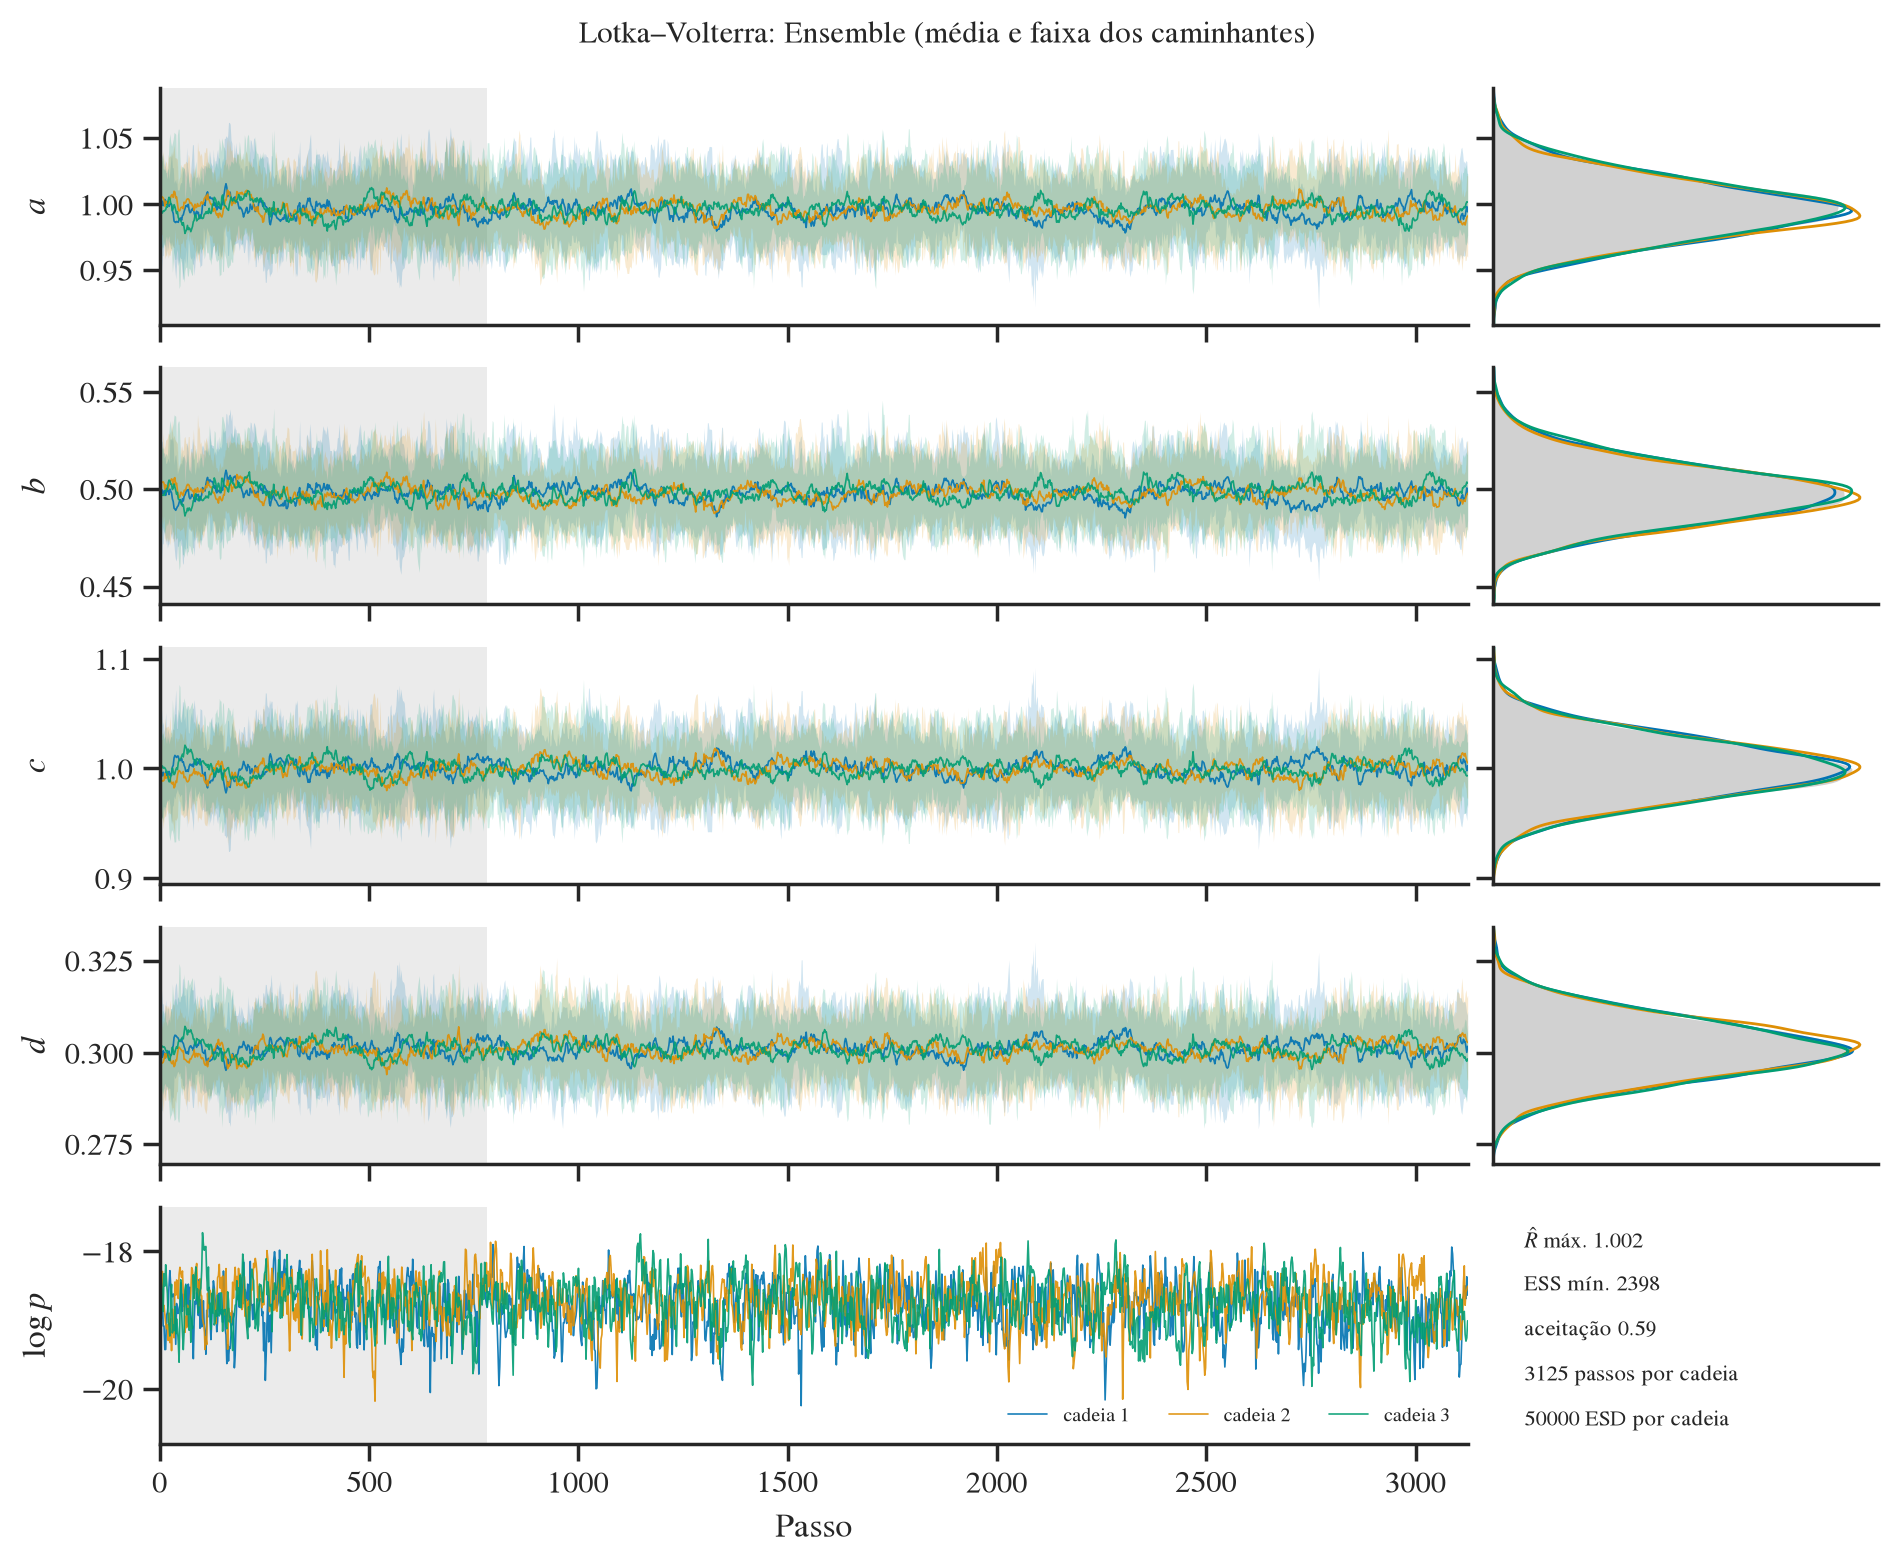 Lotka–Volterra: Ensemble (média e faixa dos caminhantes)
a
1.05
1.00
0.95
b
0.55
0.50
0.45
c
1.1
1.0
0.9
d
0.325
0.300
0.275
log p
−18
−20
cadeia 1 cadeia 2 cadeia 3
0 500 1000 1500 2000 2500 3000
Passo
R̂ máx. 1.002
ESS mín. 2398
aceitação 0.59
3125 passos por cadeia
50000 ESD por cadeia